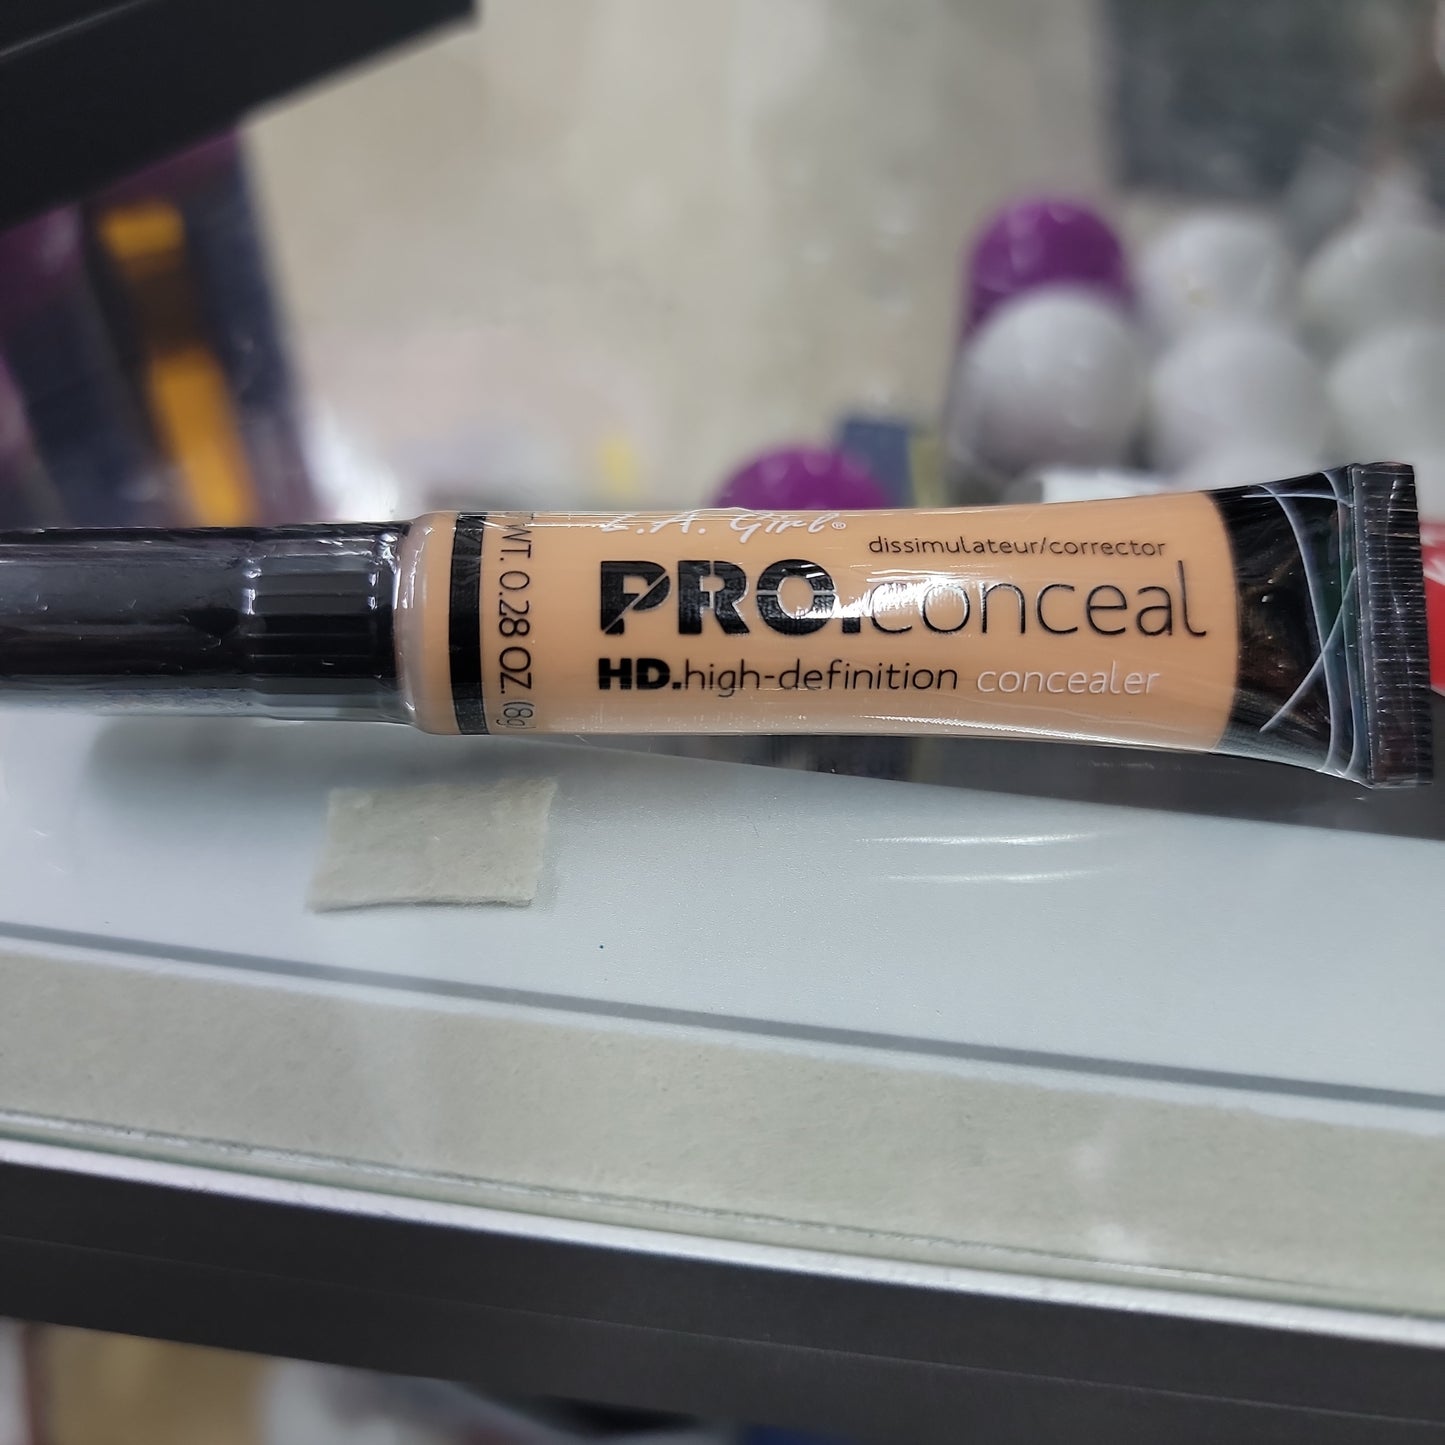 L.A. Girl®
dissimulateur/corrector
PRO.conceal
HD.high-definition concealer
WT. 0.28 OZ. (8g)